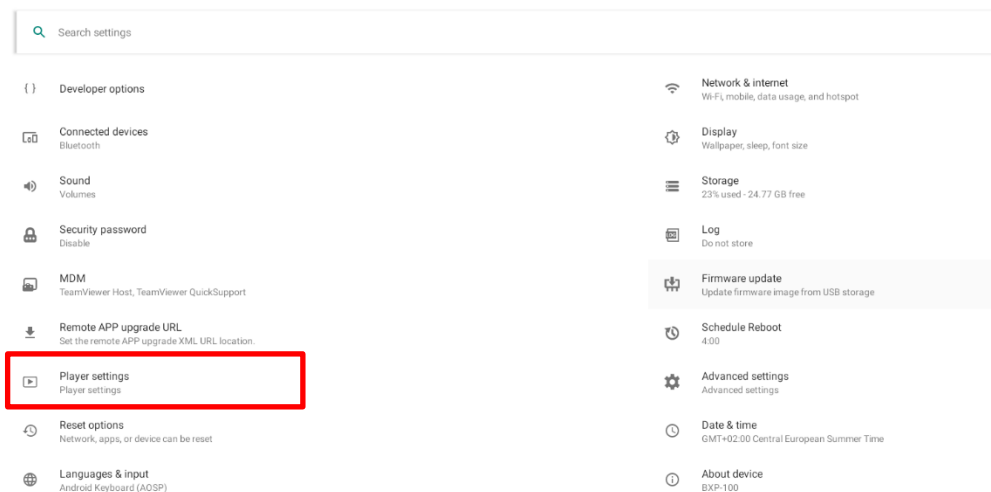 Search settings
Developer options
Connected devices
Bluetooth
Sound
Volumes
Security password
Disable
MDM
TeamViewer Host, TeamViewer QuickSupport
Remote APP upgrade URL
Set the remote APP upgrade XML URL location.
Player settings
Player settings
Reset options
Network, apps, or device can be reset
Languages & input
Android Keyboard (AOSP)
Network & internet
Wi-Fi, mobile, data usage, and hotspot
Display
Wallpaper, sleep, font size
Storage
23% used - 24.77 GB free
Log
Do not store
Firmware update
Update firmware image from USB storage
Schedule Reboot
4:00
Advanced settings
Advanced settings
Date & time
GMT+02:00 Central European Summer Time
About device
BXP-100